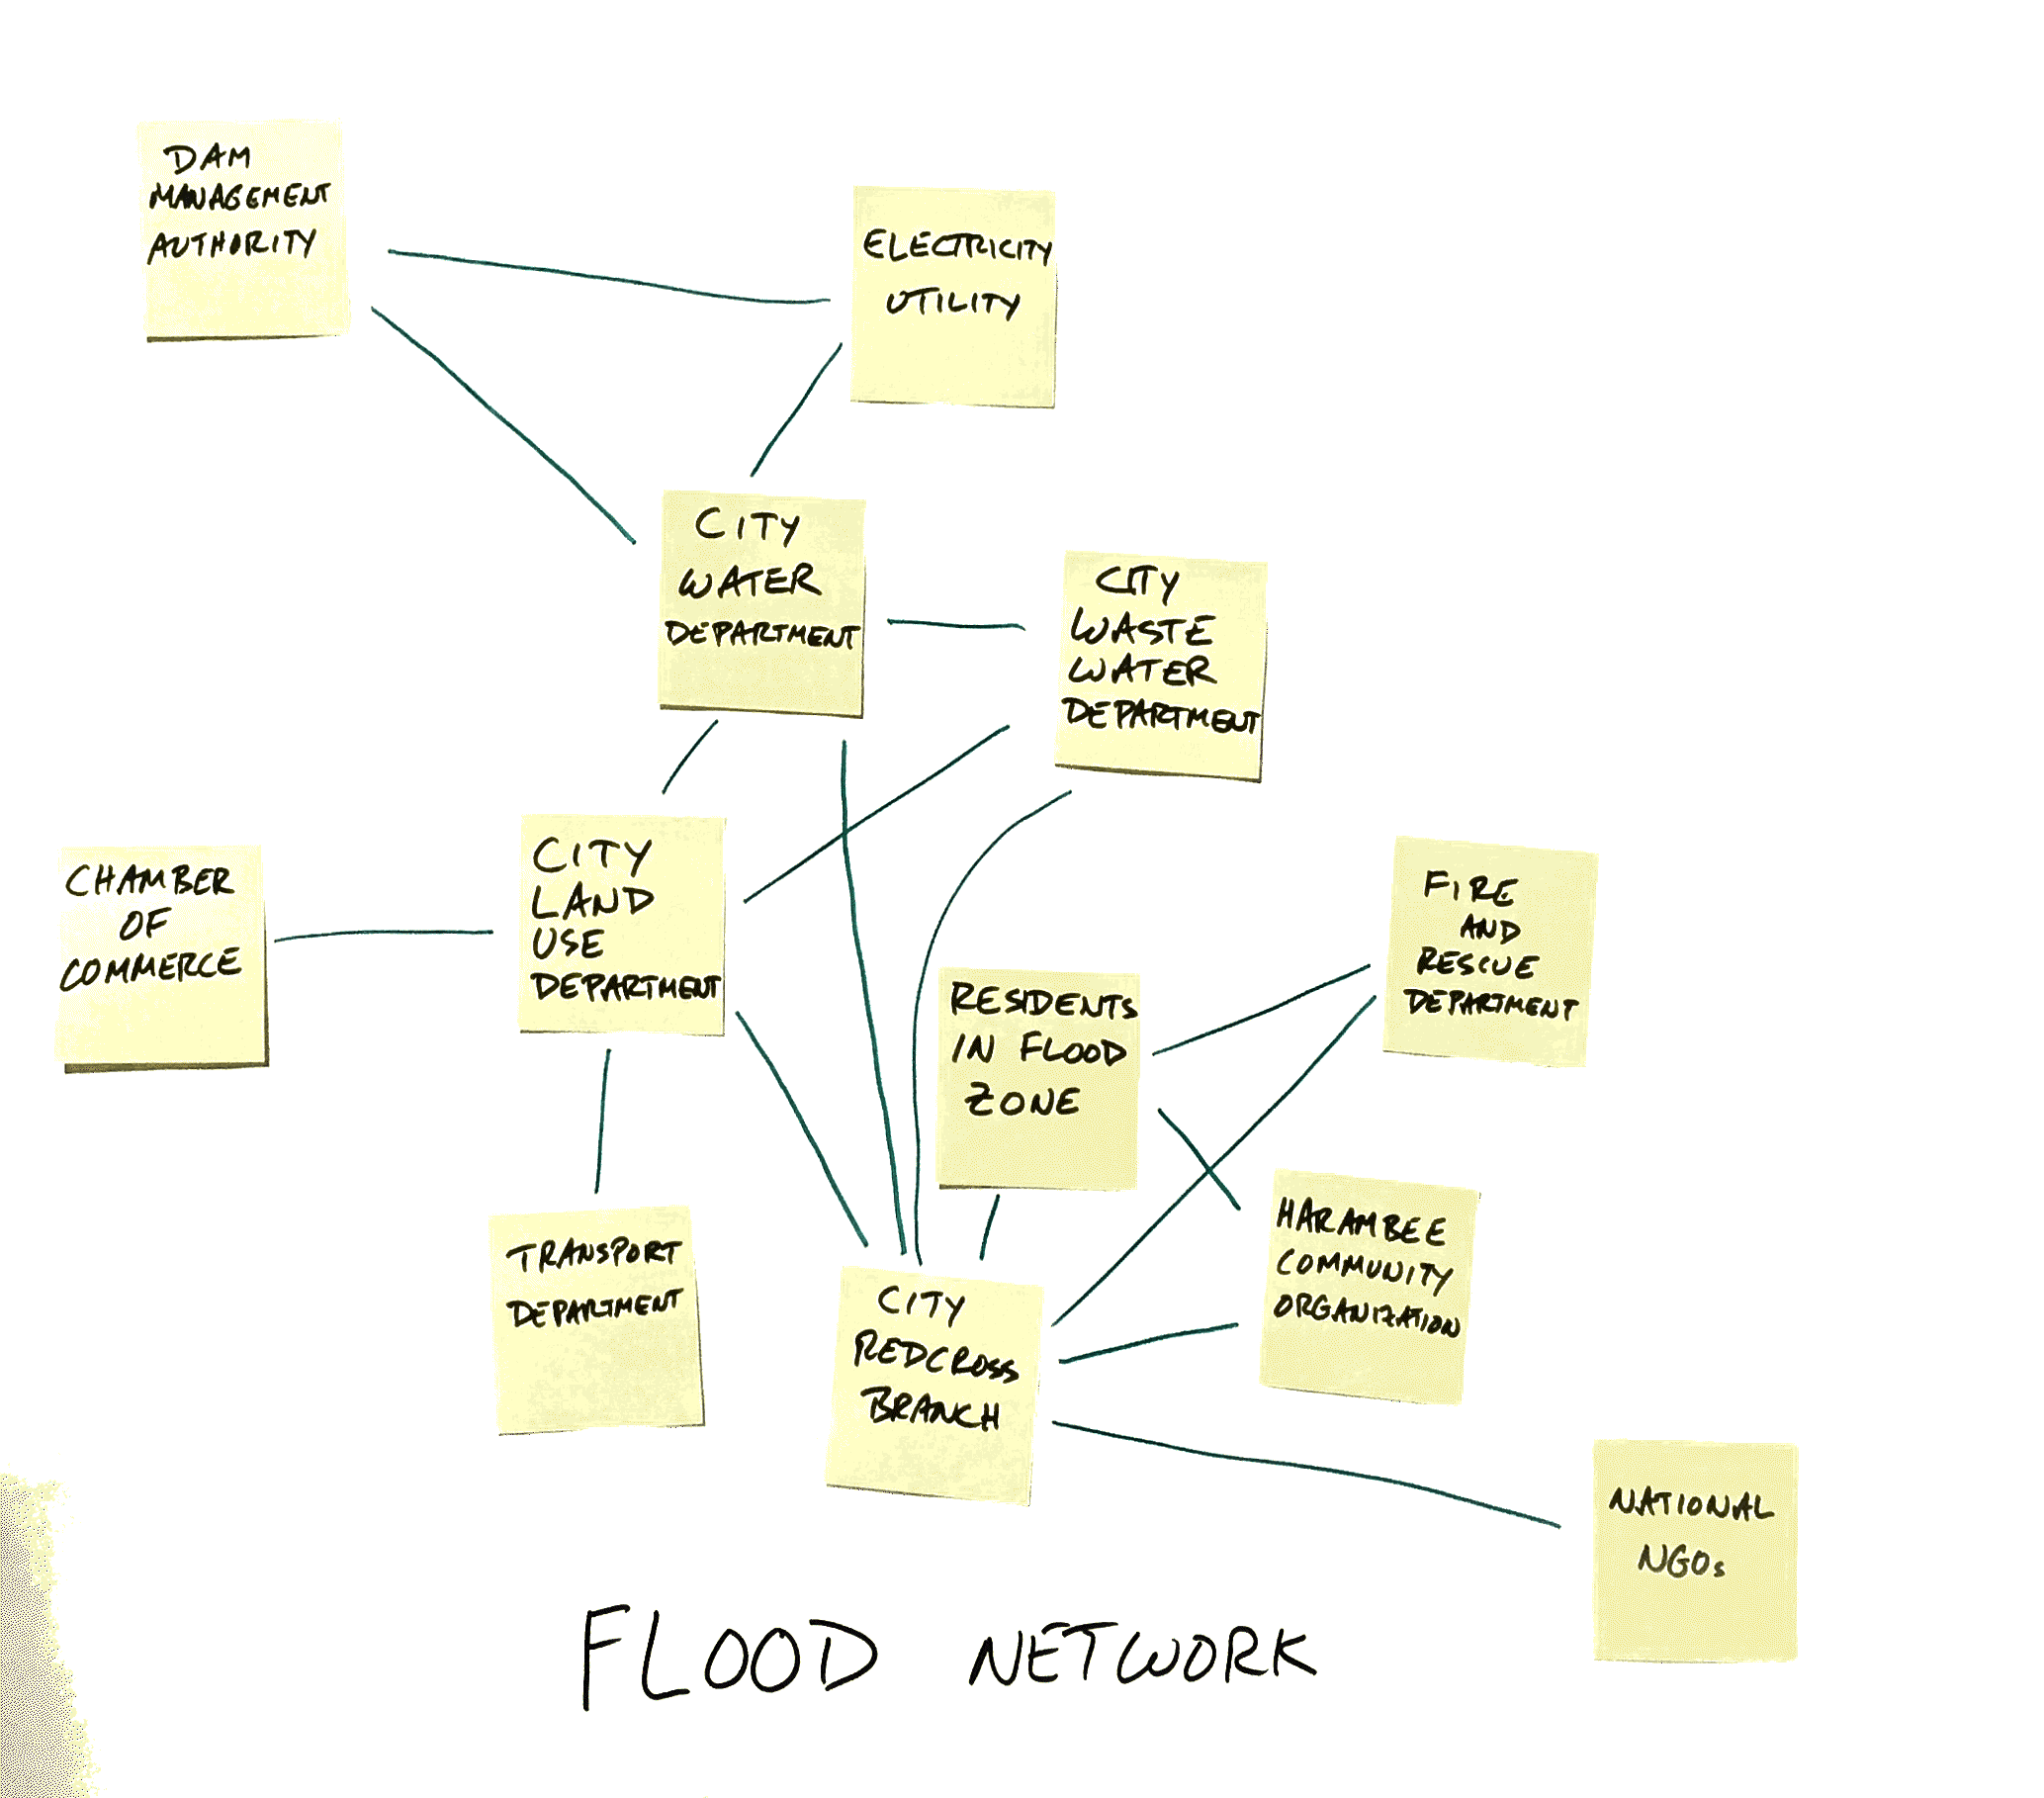 DAM
MANAGEMENT
AUTHORITY
ELECTRICITY
UTILITY
CITY
WATER
DEPARTMENT
CITY
WASTE
WATER
DEPARTMENT
CHAMBER
OF
COMMERCE
CITY
LAND
USE
DEPARTMENT
RESIDENTS
IN FLOOD
ZONE
FIRE
AND
RESCUE
DEPARTMENT
TRANSPORT
DEPARTMENT
CITY
REDCROSS
BRANCH
HARAMBEE
COMMUNITY
ORGANIZATION
NATIONAL
NGOs
FLOOD NETWORK